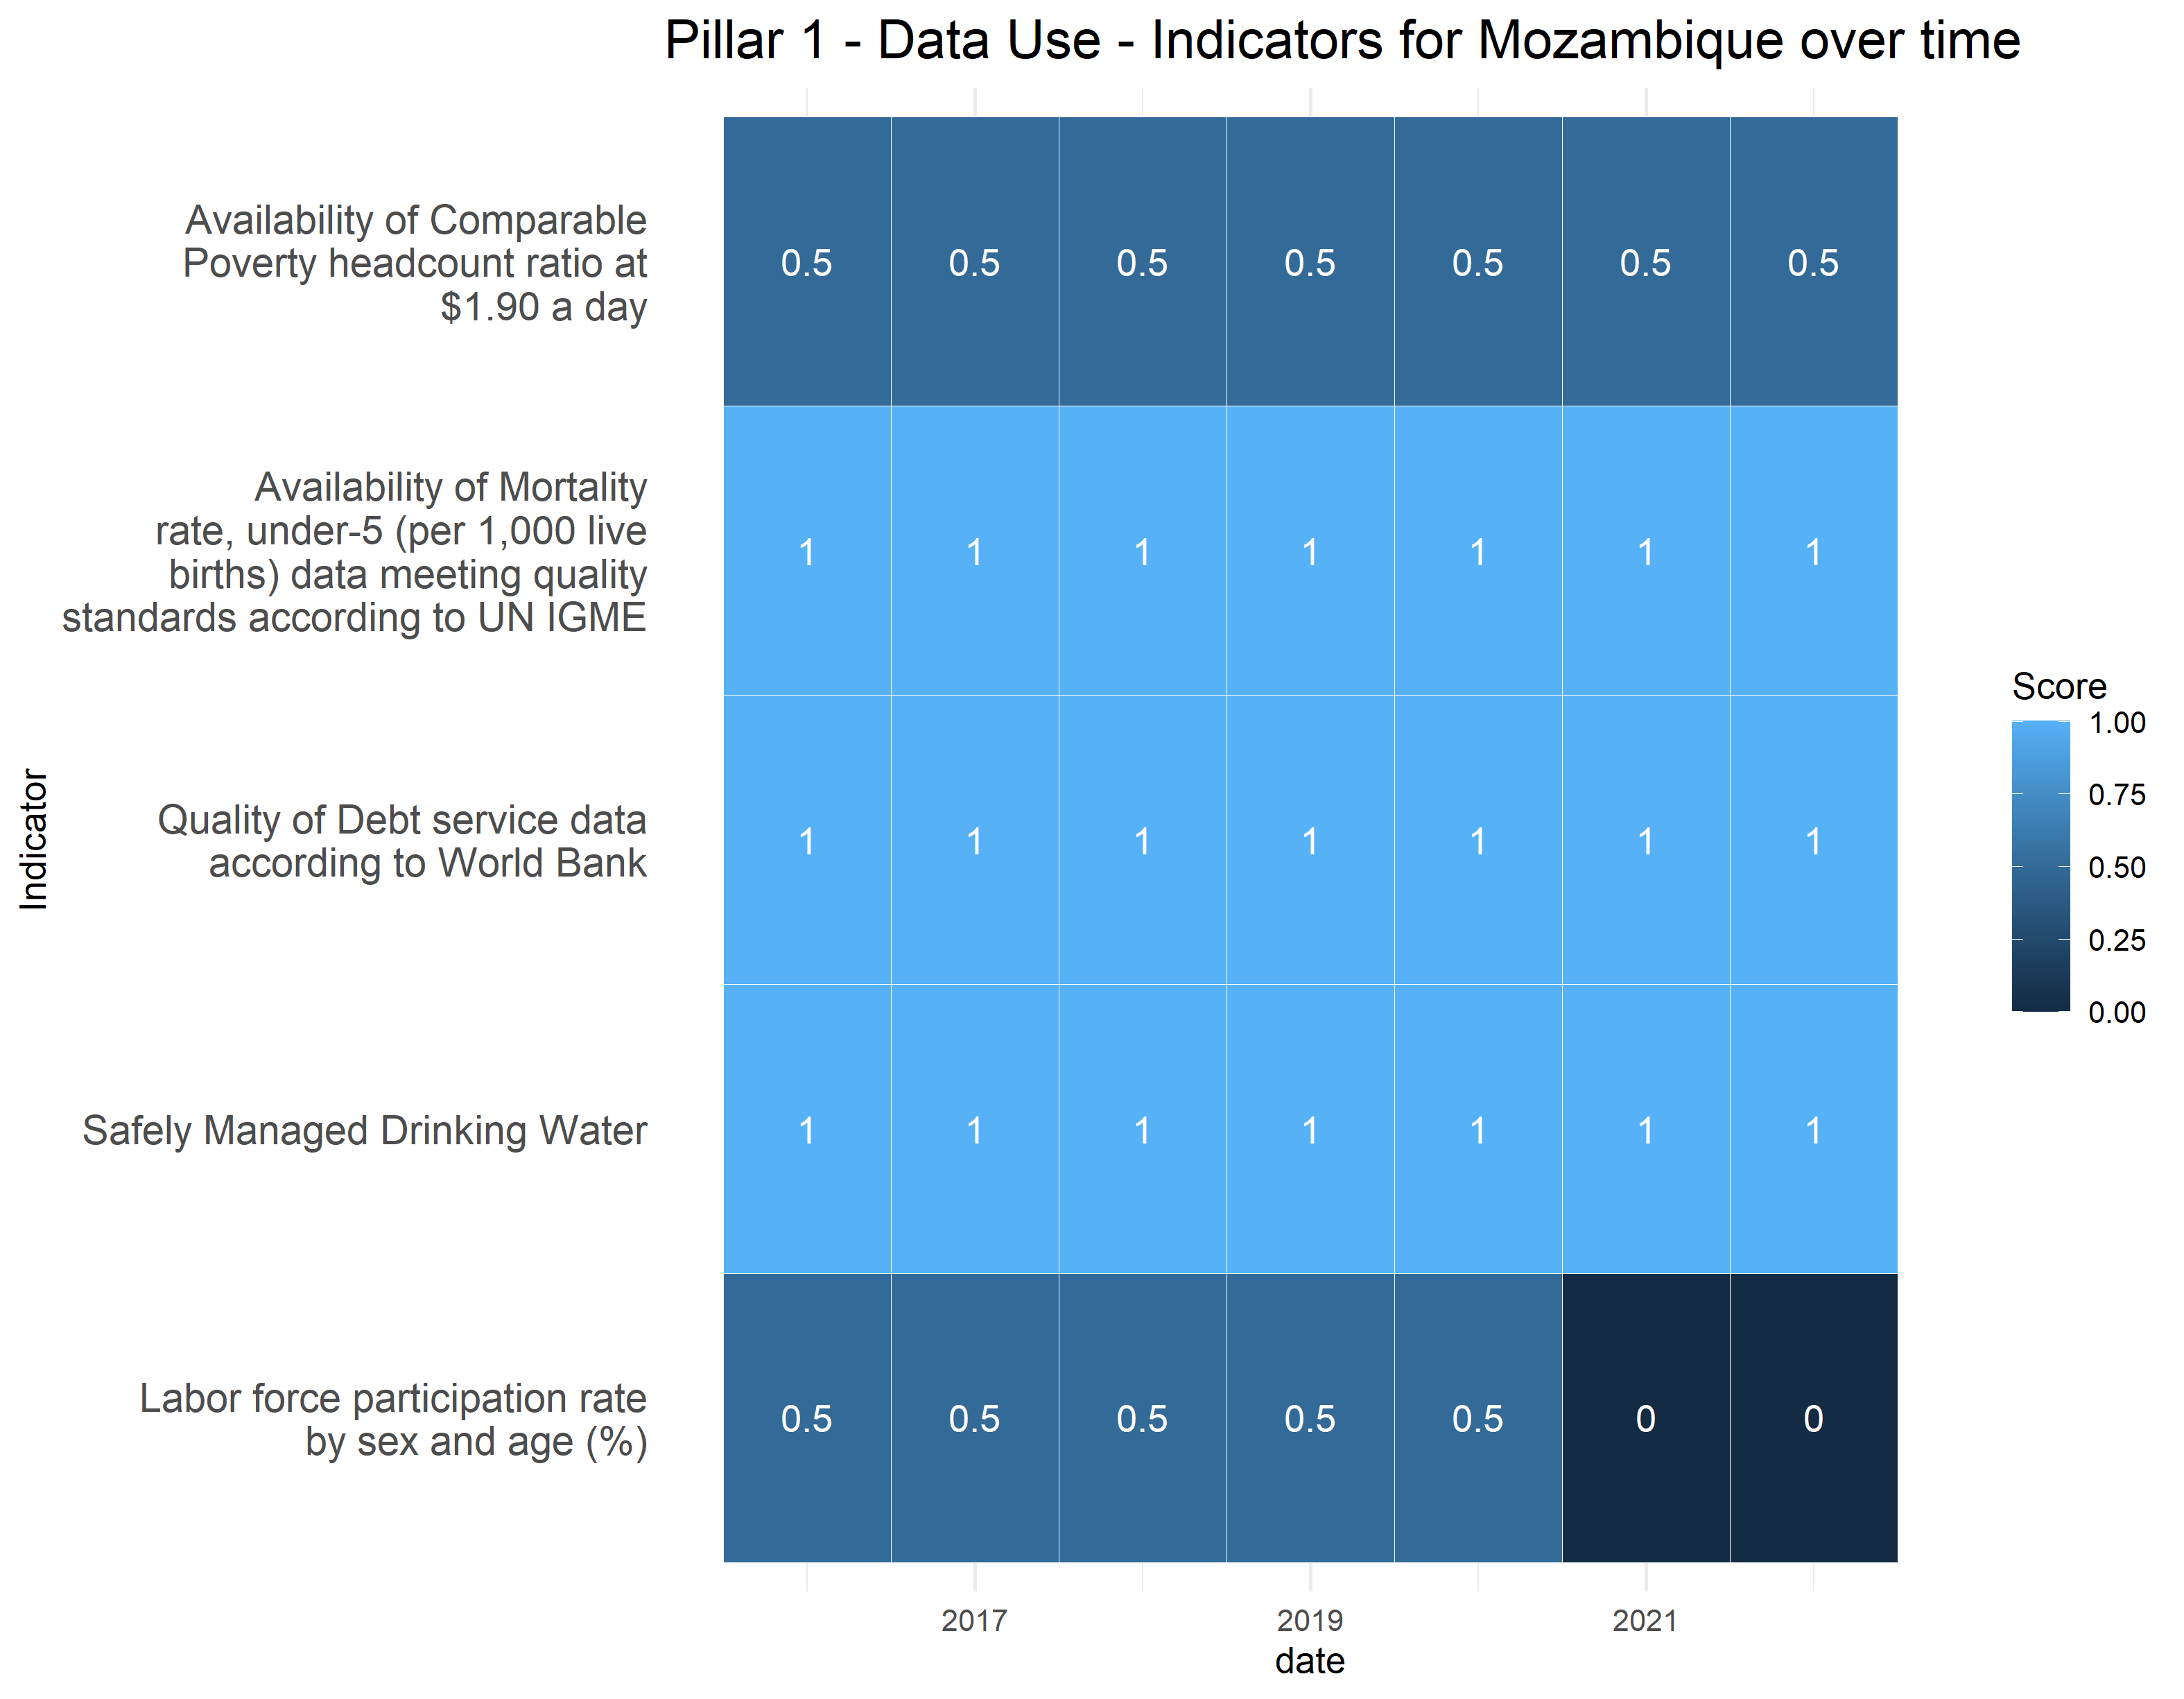 Pillar 1 - Data Use - Indicators for Mozambique over time
Indicator
Availability of Comparable
Poverty headcount ratio at
$1.90 a day
0.5 0.5 0.5 0.5 0.5 0.5 0.5
Availability of Mortality
rate, under-5 (per 1,000 live
births) data meeting quality
standards according to UN IGME
1 1 1 1 1 1 1
Quality of Debt service data
according to World Bank
1 1 1 1 1 1 1
Safely Managed Drinking Water
1 1 1 1 1 1 1
Labor force participation rate
by sex and age (%)
0.5 0.5 0.5 0.5 0.5 0 0
2017 2019 2021
date
Score
1.00
0.75
0.50
0.25
0.00